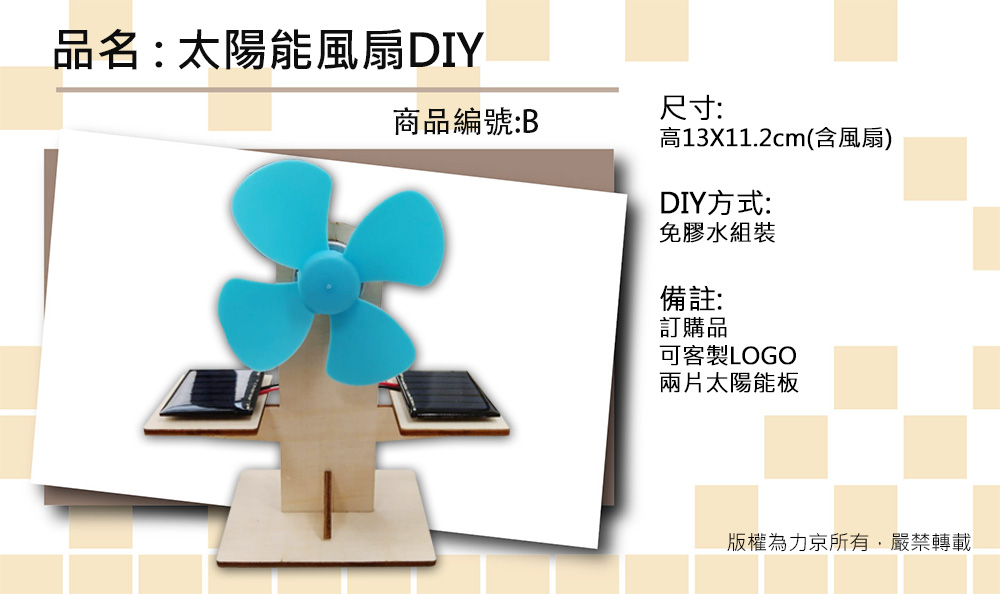 品名 : 太陽能風扇DIY
商品編號:B
尺寸:
高13X11.2cm(含風扇)
DIY方式:
免膠水組裝
備註:
訂購品
可客製LOGO
兩片太陽能板
版權為力京所有，嚴禁轉載